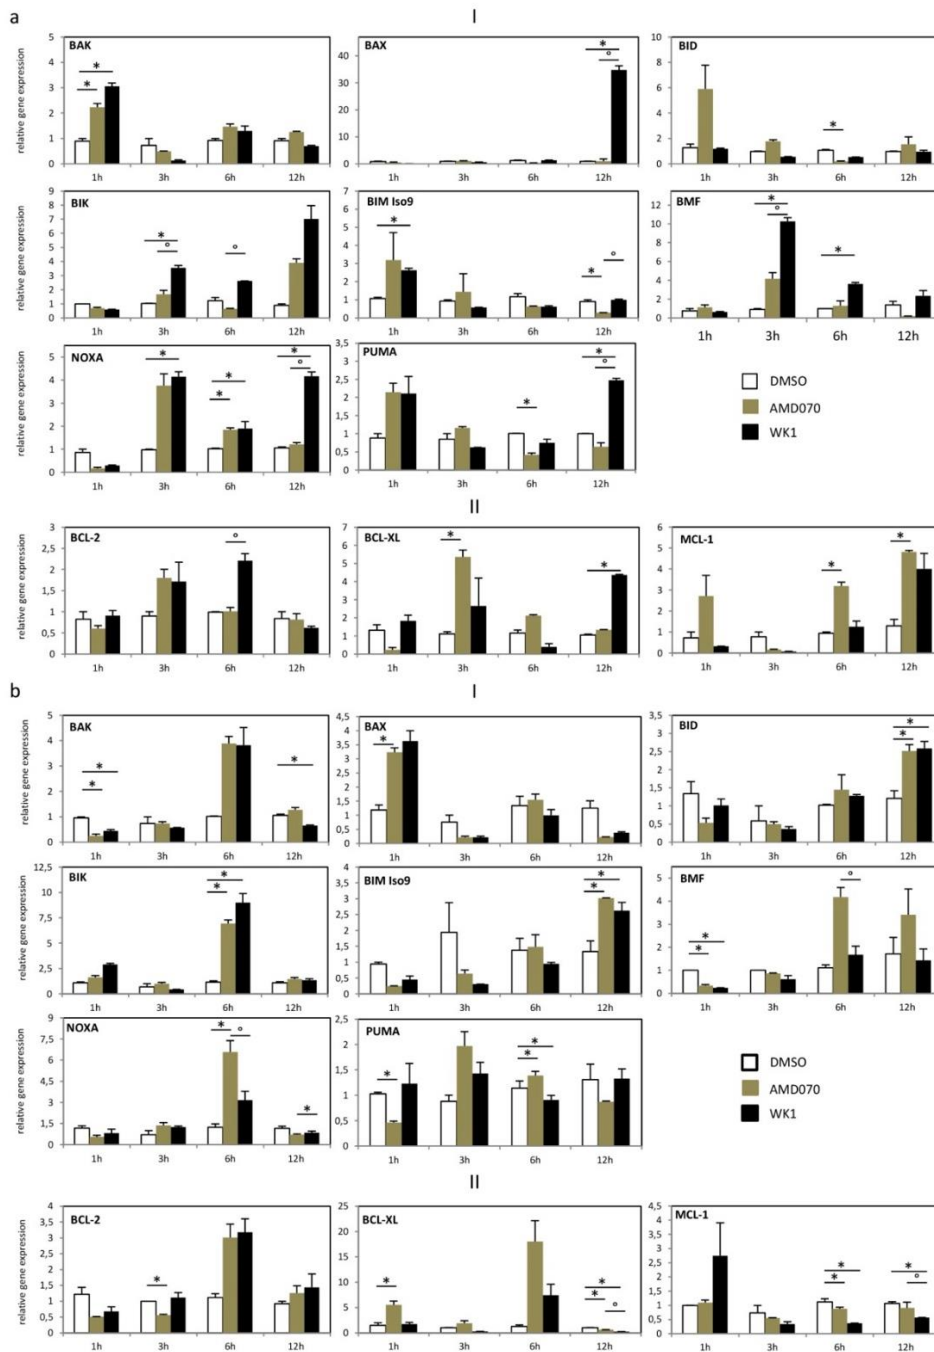 a
I
BAK
relative gene expression
5
4
3
2
1
0
1h 3h 6h 12h
* *
BAX
40
30
20
10
0
1h 3h 6h 12h
* °
BID
10
8
6
4
2
0
1h 3h 6h 12h
*
BIK
relative gene expression
9
8
7
6
5
4
3
2
1
0
1h 3h 6h 12h
* ° °
BIM Iso9
7
6
5
4
3
2
1
0
1h 3h 6h 12h
* * °
BMF
12
10
8
6
4
2
0
1h 3h 6h 12h
* ° *
NOXA
relative gene expression
5
4
3
2
1
0
1h 3h 6h 12h
* * * * °
PUMA
3,5
3
2,5
2
1,5
1
0,5
0
1h 3h 6h 12h
* * °
DMSO
AMD070
WK1
II
BCL-2
relative gene expression
3
2,5
2
1,5
1
0,5
0
1h 3h 6h 12h
°
BCL-XL
7
6
5
4
3
2
1
0
1h 3h 6h 12h
* *
MCL-1
6
5
4
3
2
1
0
1h 3h 6h 12h
* *
b
I
BAK
relative gene expression
5
4
3
2
1
0
1h 3h 6h 12h
* * *
BAX
4,5
4
3,5
3
2,5
2
1,5
1
0,5
0
1h 3h 6h 12h
*
BID
3,5
3
2,5
2
1,5
1
0,5
0
1h 3h 6h 12h
* *
BIK
relative gene expression
12,5
10
7,5
5
2,5
0
1h 3h 6h 12h
* *
BIM Iso9
4
3,5
3
2,5
2
1,5
1
0,5
0
1h 3h 6h 12h
* *
BMF
5
4
3
2
1
0
1h 3h 6h 12h
* * °
NOXA
relative gene expression
9
7,5
6
4,5
3
1,5
0
1h 3h 6h 12h
* ° *
PUMA
2,5
2
1,5
1
0,5
0
1h 3h 6h 12h
* * *
DMSO
AMD070
WK1
II
BCL-2
relative gene expression
4
3,5
3
2,5
2
1,5
1
0,5
0
1h 3h 6h 12h
*
BCL-XL
25
20
15
10
5
0
1h 3h 6h 12h
* * * °
MCL-1
4,5
4
3,5
3
2,5
2
1,5
1
0,5
0
1h 3h 6h 12h
* * * °